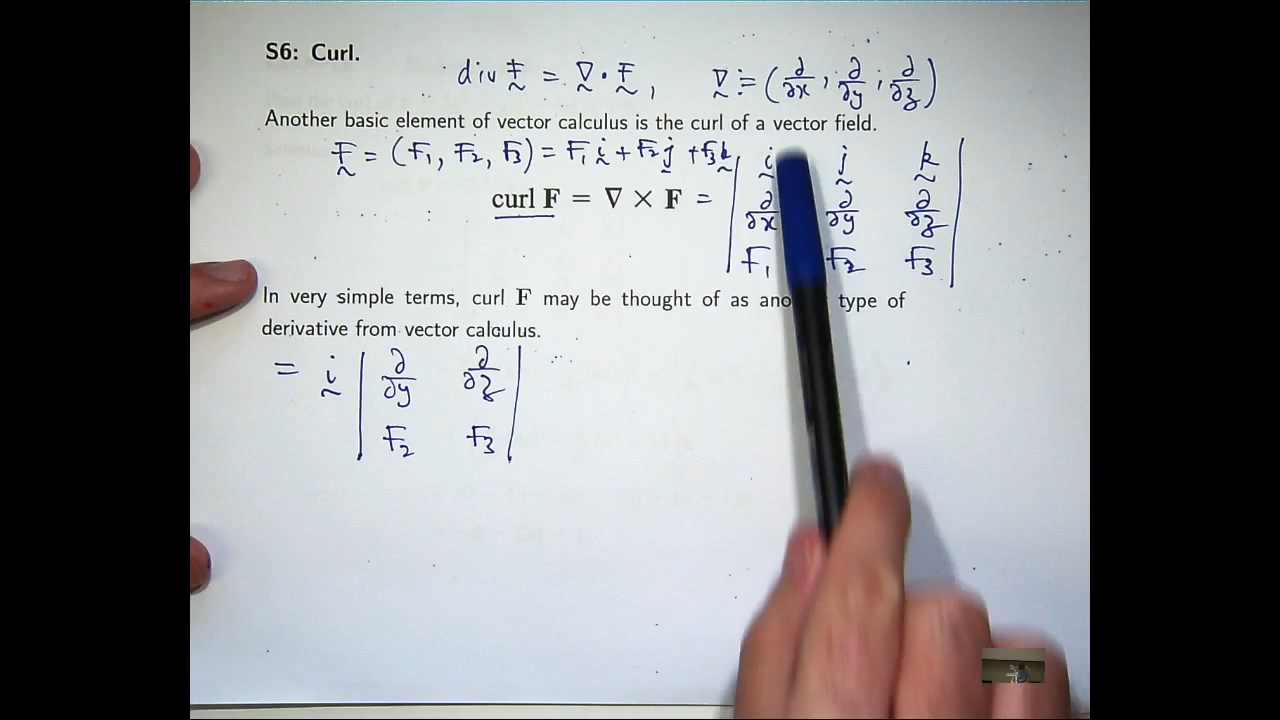 S6: Curl.
div F = ∇ · F , ∇ := (∂/∂x , ∂/∂y , ∂/∂z)
Another basic element of vector calculus is the curl of a vector field.
F = (F₁, F₂, F₃) = F₁ i + F₂ j + F₃ k
curl F = ∇ × F = | i j k |
| ∂/∂x ∂/∂y ∂/∂z |
| F₁ F₂ F₃ |
In very simple terms, curl F may be thought of as type of
derivative from vector calculus.
= i | ∂/∂y ∂/∂z |
| F₂ F₃ |